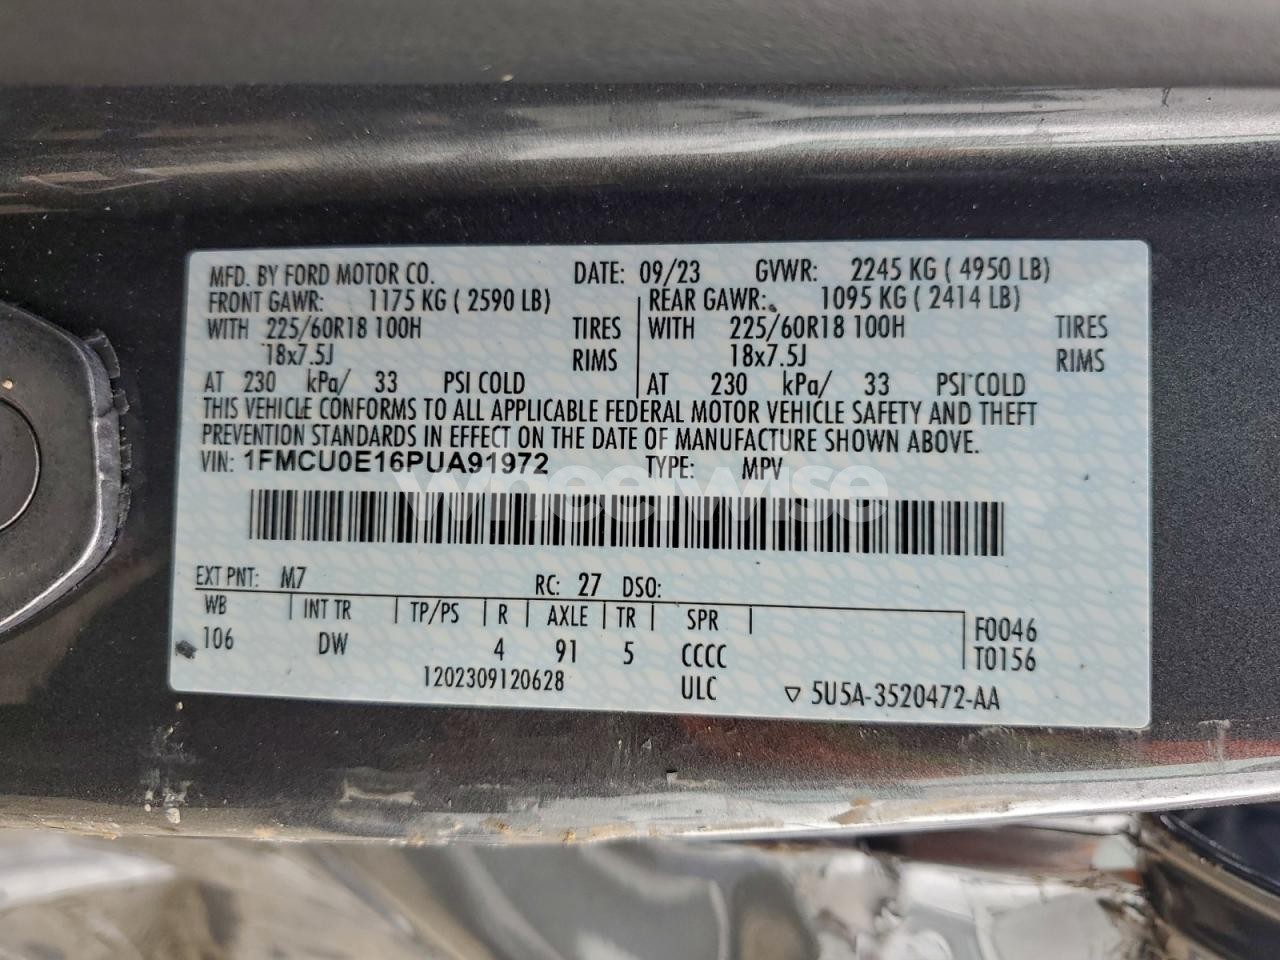 MFD. BY FORD MOTOR CO. DATE: 09/23 GVWR: 2245 KG ( 4950 LB)
FRONT GAWR: 1175 KG ( 2590 LB) REAR GAWR: 1095 KG ( 2414 LB)
WITH 225/60R18 100H TIRES WITH 225/60R18 100H TIRES
18x7.5J RIMS 18x7.5J RIMS
AT 230 kPa/ 33 PSI COLD AT 230 kPa/ 33 PSI COLD
THIS VEHICLE CONFORMS TO ALL APPLICABLE FEDERAL MOTOR VEHICLE SAFETY AND THEFT
PREVENTION STANDARDS IN EFFECT ON THE DATE OF MANUFACTURE SHOWN ABOVE.
VIN: 1FMCU0E16PUA91972 TYPE: MPV
wheelwise
EXT PNT: M7 RC: 27 DSO:
WB INT TR TP/PS R AXLE TR SPR F0046
106 DW 4 91 5 CCCC T0156
1202309120628 ULC ▽ 5U5A-3520472-AA